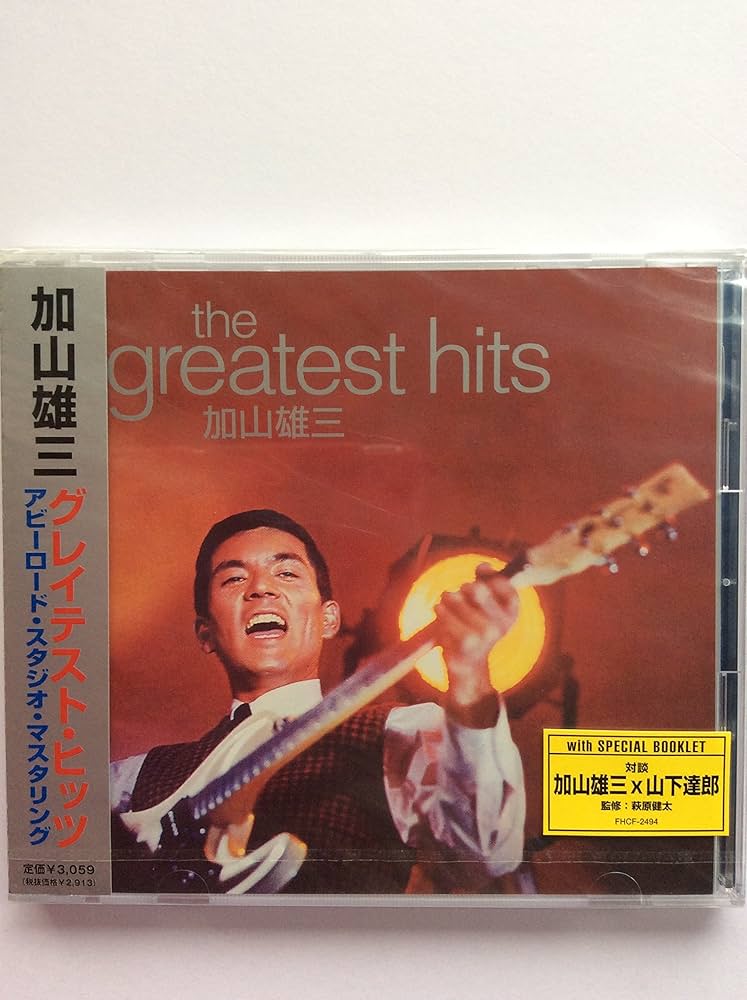 加山雄三
グレイテスト・ヒッツ
アビーロード・スタジオ・マスタリング
定価¥3,059
(税抜価格¥2,913)
the
greatest hits
加山雄三
with SPECIAL BOOKLET
対談
加山雄三x山下達郎
監修:萩原健太
FHCF-2494